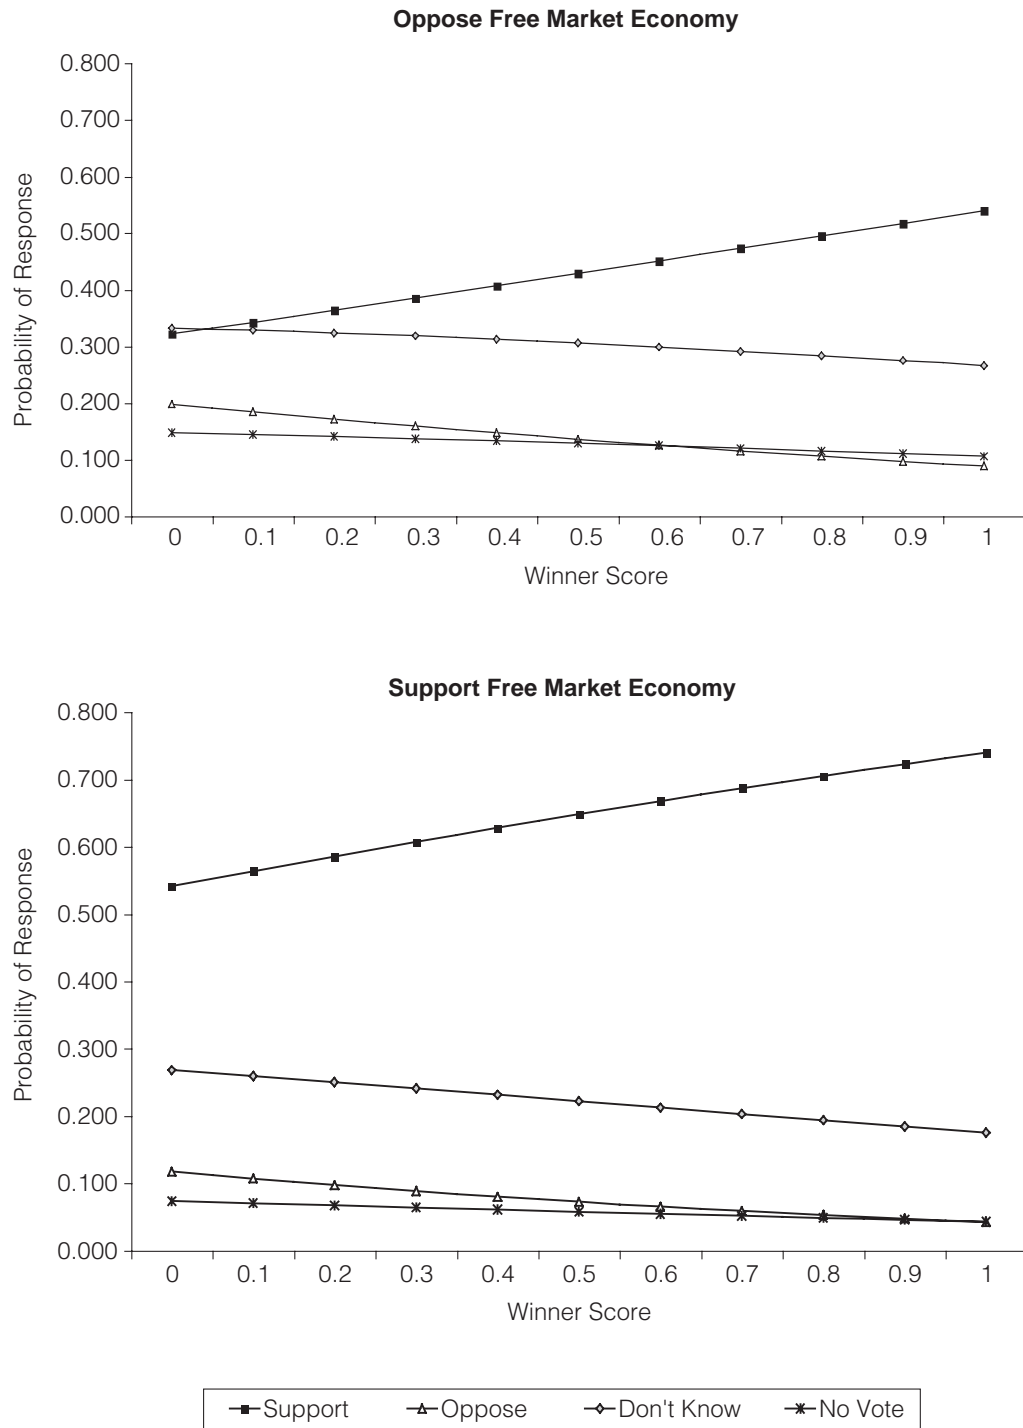 Oppose Free Market Economy
0.800
0.700
0.600
0.500
0.400
0.300
0.200
0.100
0.000
Probability of Response
0 0.1 0.2 0.3 0.4 0.5 0.6 0.7 0.8 0.9 1
Winner Score
Support Free Market Economy
0.800
0.700
0.600
0.500
0.400
0.300
0.200
0.100
0.000
Probability of Response
0 0.1 0.2 0.3 0.4 0.5 0.6 0.7 0.8 0.9 1
Winner Score
Support Oppose Don't Know No Vote